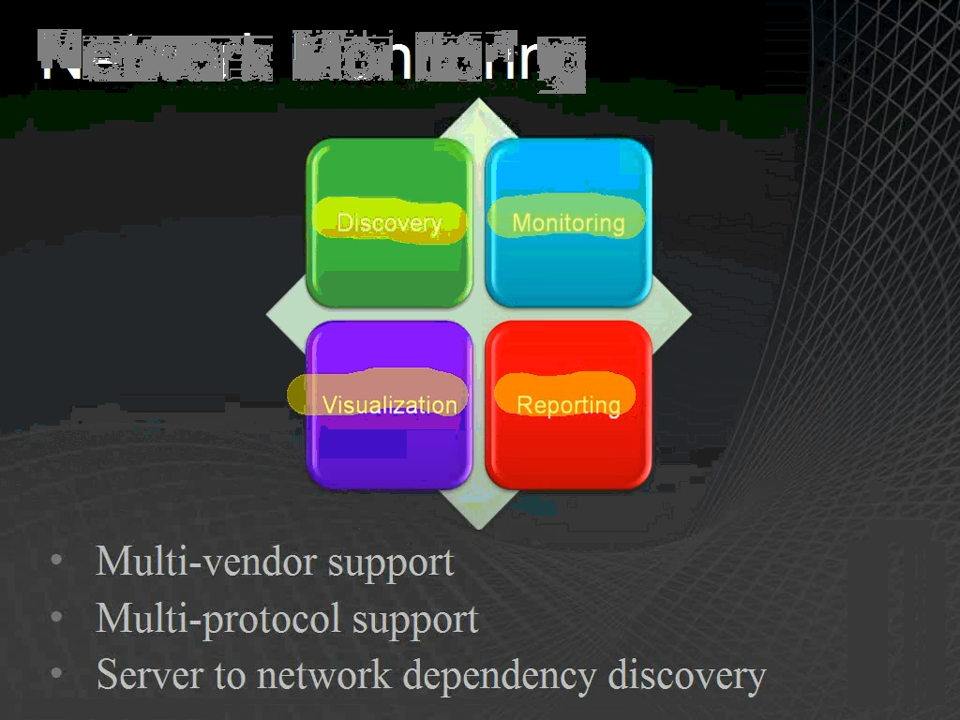 Network Monitoring
Discovery
Monitoring
Visualization
Reporting
• Multi-vendor support
• Multi-protocol support
• Server to network dependency discovery